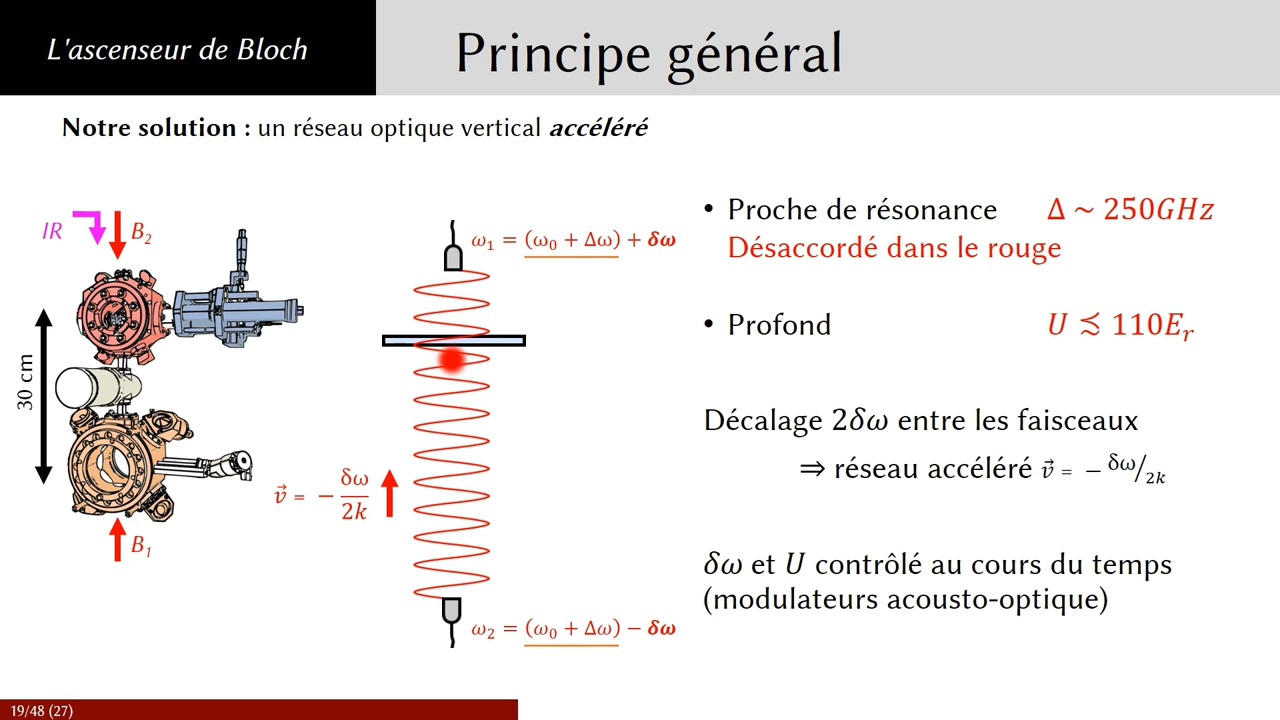 L'ascenseur de Bloch
Principe général
Notre solution : un réseau optique vertical accéléré
IR
B₂
30 cm
B₁
ω₁ = (ω₀ + Δω) + δω
v⃗ = − δω/2k
ω₂ = (ω₀ + Δω) − δω
• Proche de résonance Δ ~ 250GHz
Désaccordé dans le rouge
• Profond U ≲ 110Eᵣ
Décalage 2δω entre les faisceaux
⇒ réseau accéléré v⃗ = − δω/2k
δω et U contrôlé au cours du temps
(modulateurs acousto-optique)
19/48 (27)